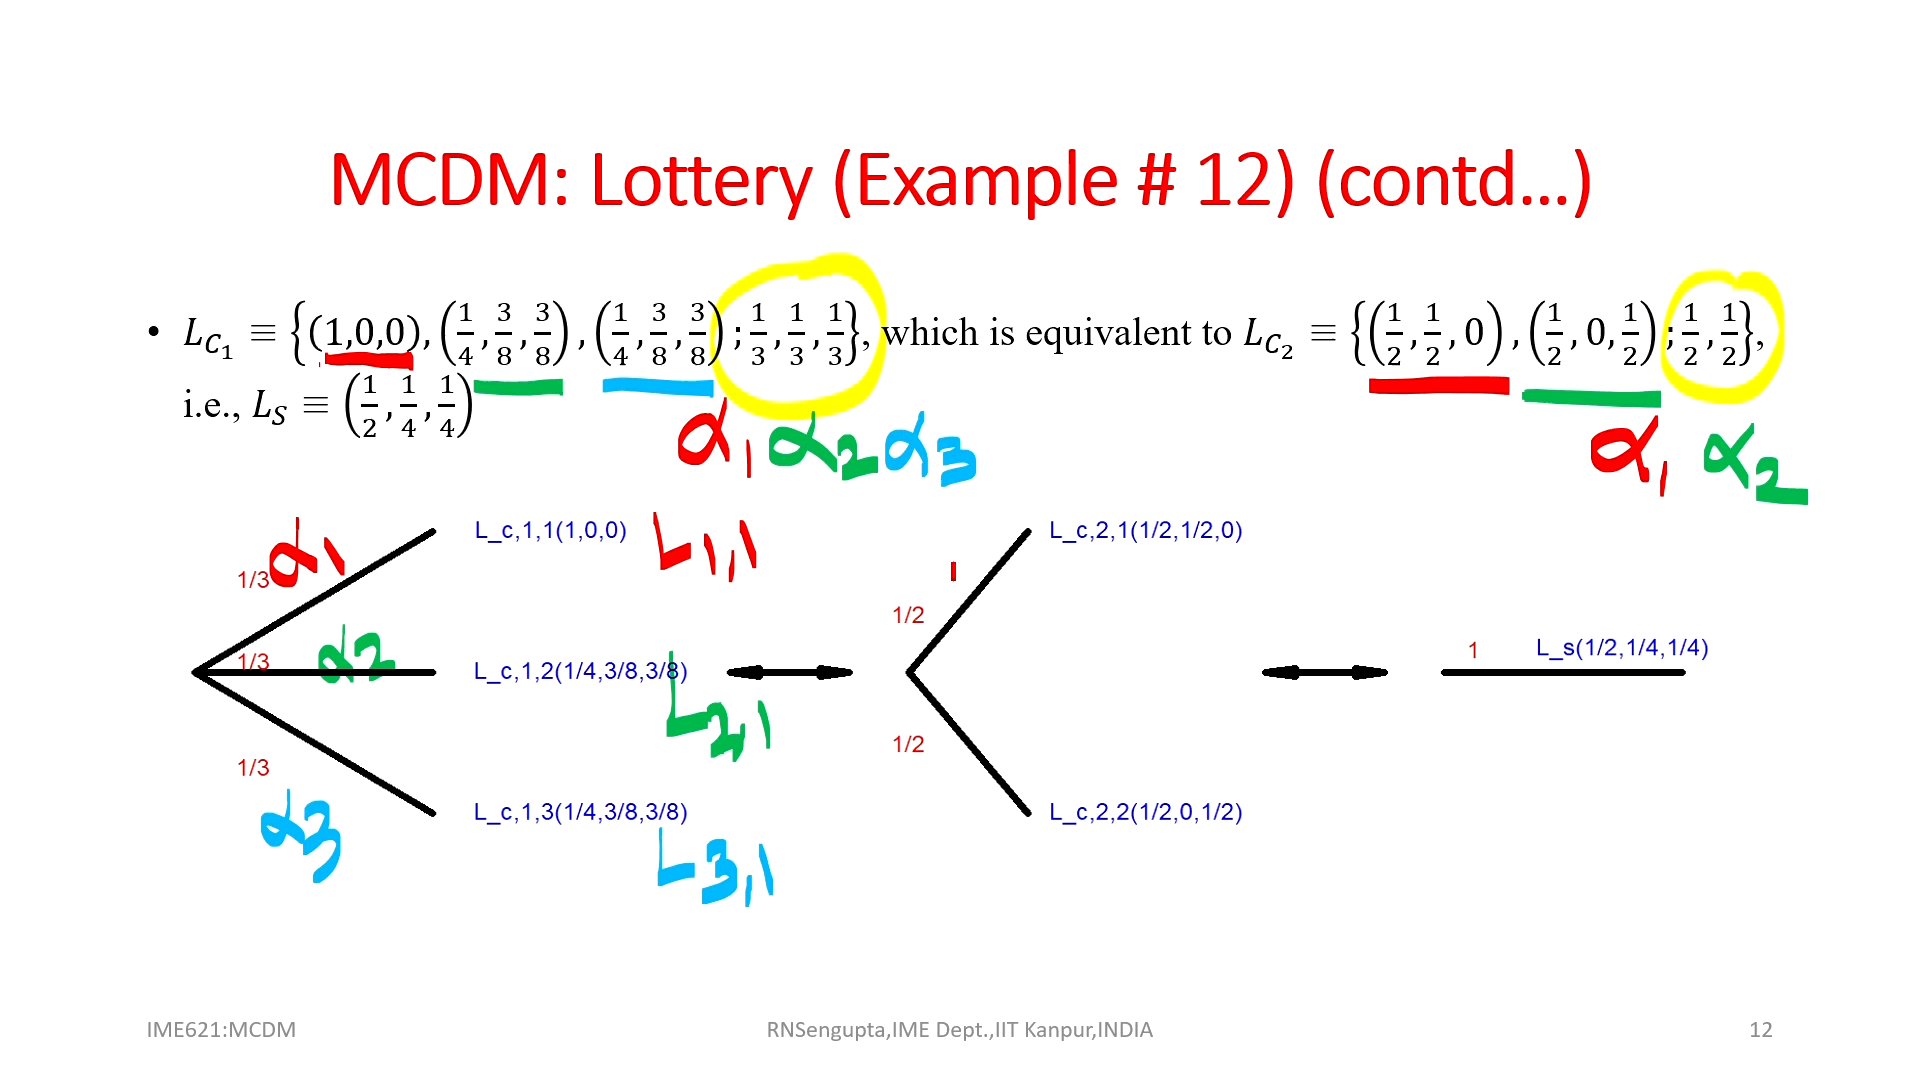 MCDM: Lottery (Example # 12) (contd…)
• L_{C_1} ≡ {(1,0,0), (1/4, 3/8, 3/8), (1/4, 3/8, 3/8); 1/3, 1/3, 1/3}, which is equivalent to L_{C_2} ≡ {(1/2, 1/2, 0), (1/2, 0, 1/2); 1/2, 1/2},
i.e., L_S ≡ (1/2, 1/4, 1/4)
α1 α2 α3
α1 α2
α1
1/3
L_c,1,1(1,0,0)
L1,1
α2
1/3
L_c,1,2(1/4,3/8,3/8)
L2,1
1/3
α3
L_c,1,3(1/4,3/8,3/8)
L3,1
L_c,2,1(1/2,1/2,0)
1/2
1/2
L_c,2,2(1/2,0,1/2)
1
L_s(1/2,1/4,1/4)
IME621:MCDM
RNSengupta,IME Dept.,IIT Kanpur,INDIA
12